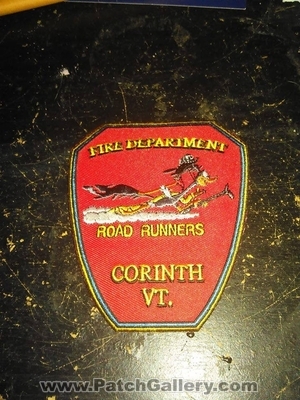 FIRE DEPARTMENT
ROAD RUNNERS
CORINTH
VT.
www.PatchGallery.com